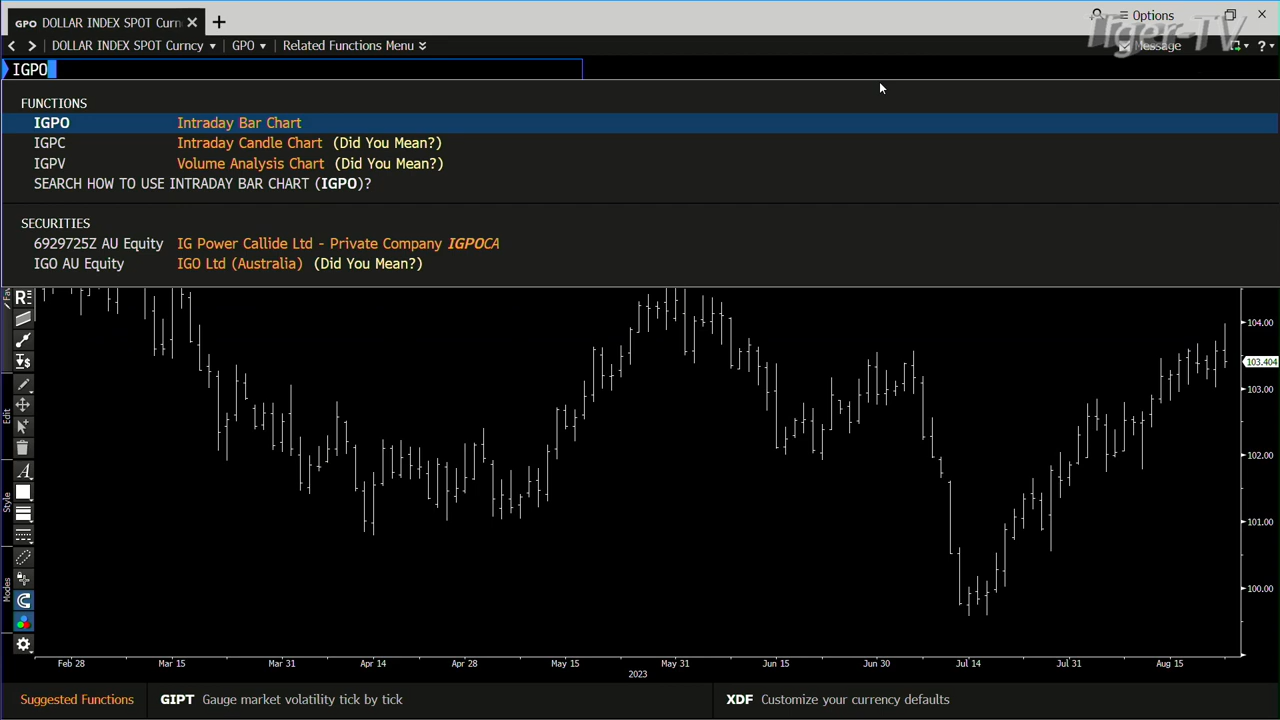 GPO DOLLAR INDEX SPOT Curn
Options
DOLLAR INDEX SPOT Curncy GPO Related Functions Menu
Message
Tiger-TV
IGPO
FUNCTIONS
IGPO Intraday Bar Chart
IGPC Intraday Candle Chart (Did You Mean?)
IGPV Volume Analysis Chart (Did You Mean?)
SEARCH HOW TO USE INTRADAY BAR CHART (IGPO)?
SECURITIES
6929725Z AU Equity IG Power Callide Ltd - Private Company IGPOCA
IGO AU Equity IGO Ltd (Australia) (Did You Mean?)
104.00
103.404
103.00
102.00
101.00
100.00
Edit
Style
Modes
Feb 28 Mar 15 Mar 31 Apr 14 Apr 28 May 15 May 31 Jun 15 Jun 30 Jul 14 Jul 31 Aug 15
2023
Suggested Functions GIPT Gauge market volatility tick by tick XDF Customize your currency defaults